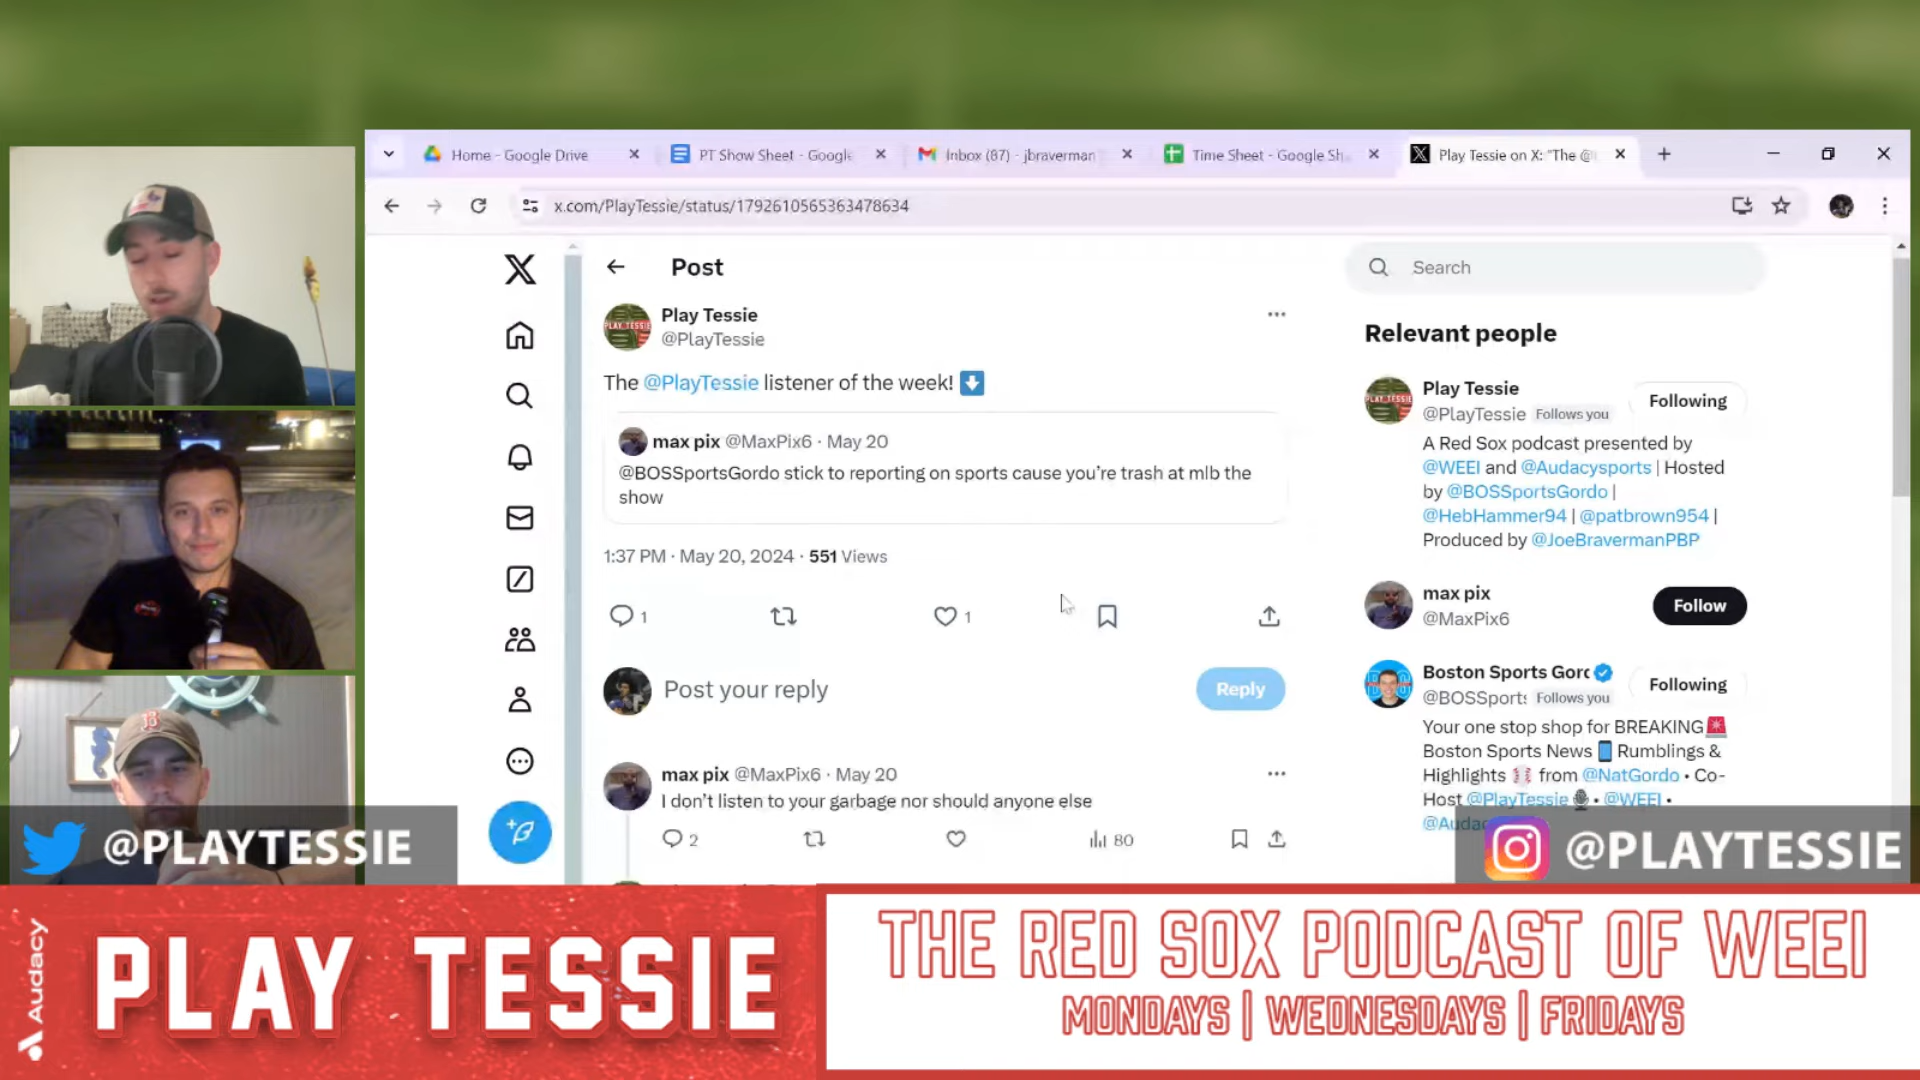 Home - Google Drive
PT Show Sheet - Google
Inbox (87) - jbraverman
Time Sheet - Google Sh
Play Tessie on X: "The @
x.com/PlayTessie/status/1792610565363478634
Post
Search
Play Tessie
@PlayTessie
The @PlayTessie listener of the week! ⬇️
max pix @MaxPix6 · May 20
@BOSSportsGordo stick to reporting on sports cause you're trash at mlb the
show
1:37 PM · May 20, 2024 · 551 Views
1
1
Post your reply
Reply
max pix @MaxPix6 · May 20
I don't listen to your garbage nor should anyone else
2
80
Relevant people
Play Tessie
@PlayTessie Follows you
Following
A Red Sox podcast presented by
@WEEI and @Audacysports | Hosted
by @BOSSportsGordo |
@HebHammer94 | @patbrown954 |
Produced by @JoeBravermanPBP
max pix
@MaxPix6
Follow
Boston Sports Gorc
@BOSSports Follows you
Following
Your one stop shop for BREAKING🚨
Boston Sports News 📱 Rumblings &
Highlights ⚾ from @NatGordo • Co-
Host @PlayTessie 🎙️ • @WEEI •
@Audac
@PLAYTESSIE
@PLAYTESSIE
Audacy
PLAY TESSIE
THE RED SOX PODCAST OF WEEI
MONDAYS | WEDNESDAYS | FRIDAYS